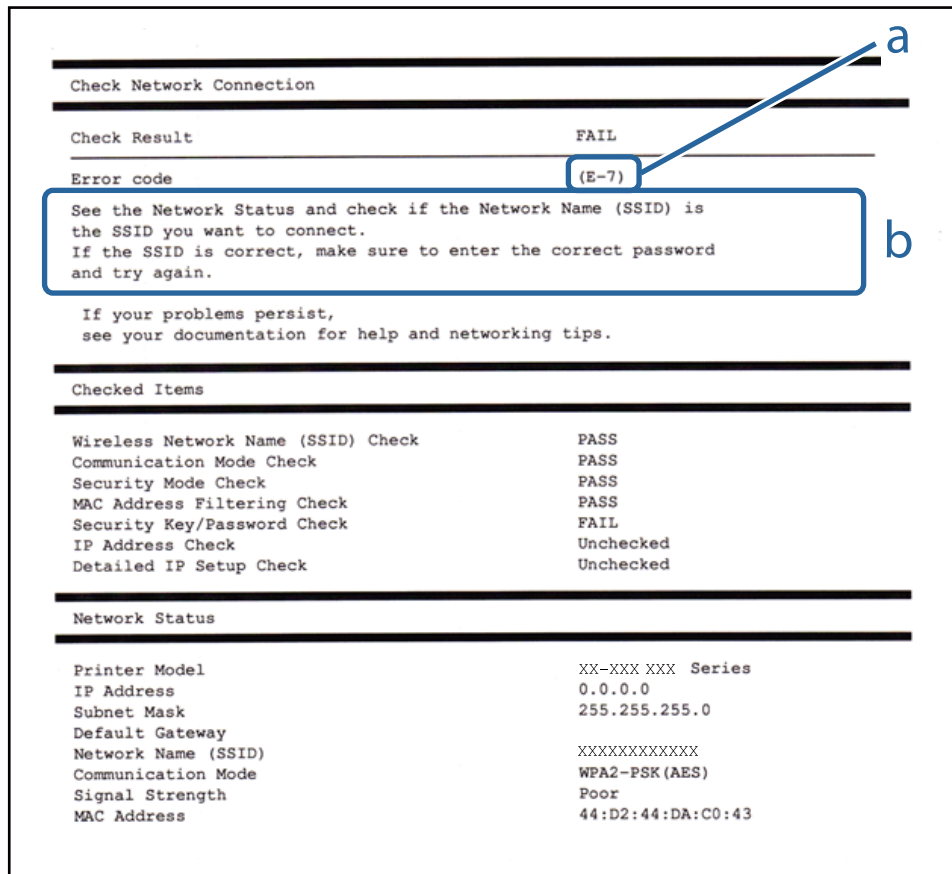 a
Check Network Connection
Check Result FAIL
Error code (E-7)
See the Network Status and check if the Network Name (SSID) is
the SSID you want to connect.
If the SSID is correct, make sure to enter the correct password
and try again.
b
If your problems persist,
see your documentation for help and networking tips.
Checked Items
Wireless Network Name (SSID) Check PASS
Communication Mode Check PASS
Security Mode Check PASS
MAC Address Filtering Check PASS
Security Key/Password Check FAIL
IP Address Check Unchecked
Detailed IP Setup Check Unchecked
Network Status
Printer Model XX-XXX XXX Series
IP Address 0.0.0.0
Subnet Mask 255.255.255.0
Default Gateway
Network Name (SSID) XXXXXXXXXXXX
Communication Mode WPA2-PSK(AES)
Signal Strength Poor
MAC Address 44:D2:44:DA:C0:43